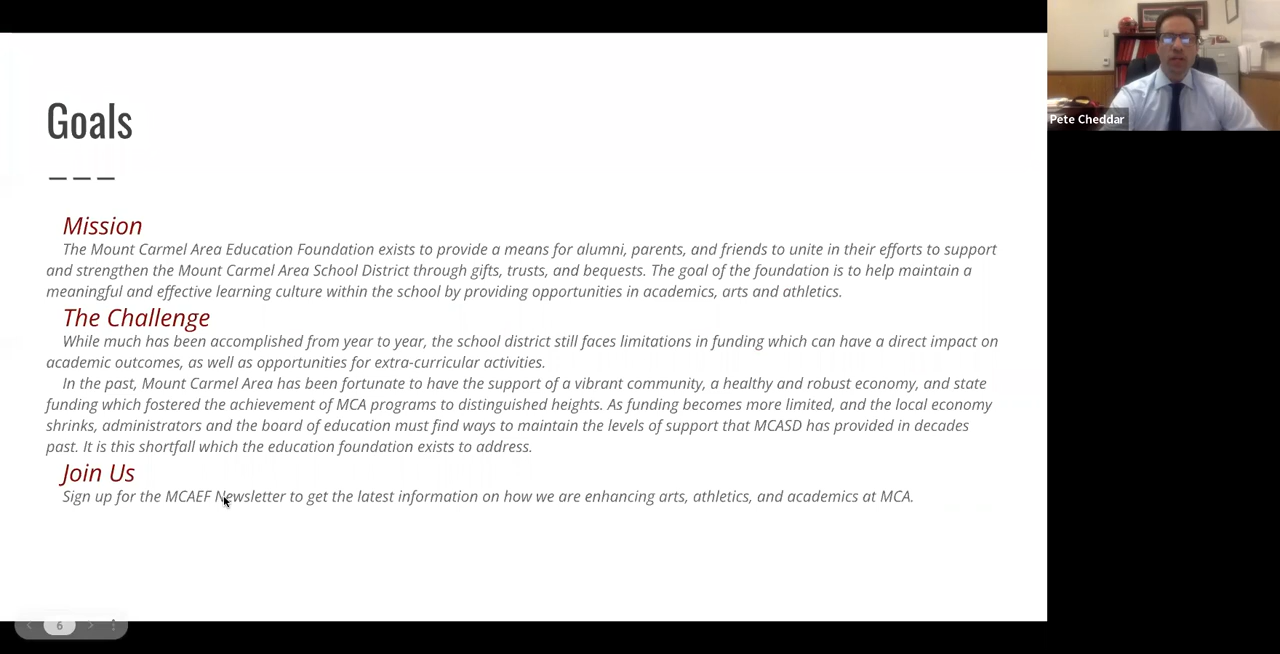 Goals
Mission
The Mount Carmel Area Education Foundation exists to provide a means for alumni, parents, and friends to unite in their efforts to support
and strengthen the Mount Carmel Area School District through gifts, trusts, and bequests. The goal of the foundation is to help maintain a
meaningful and effective learning culture within the school by providing opportunities in academics, arts and athletics.
The Challenge
While much has been accomplished from year to year, the school district still faces limitations in funding which can have a direct impact on
academic outcomes, as well as opportunities for extra-curricular activities.
In the past, Mount Carmel Area has been fortunate to have the support of a vibrant community, a healthy and robust economy, and state
funding which fostered the achievement of MCA programs to distinguished heights. As funding becomes more limited, and the local economy
shrinks, administrators and the board of education must find ways to maintain the levels of support that MCASD has provided in decades
past. It is this shortfall which the education foundation exists to address.
Join Us
Sign up for the MCAEF Newsletter to get the latest information on how we are enhancing arts, athletics, and academics at MCA.
6
Pete Cheddar